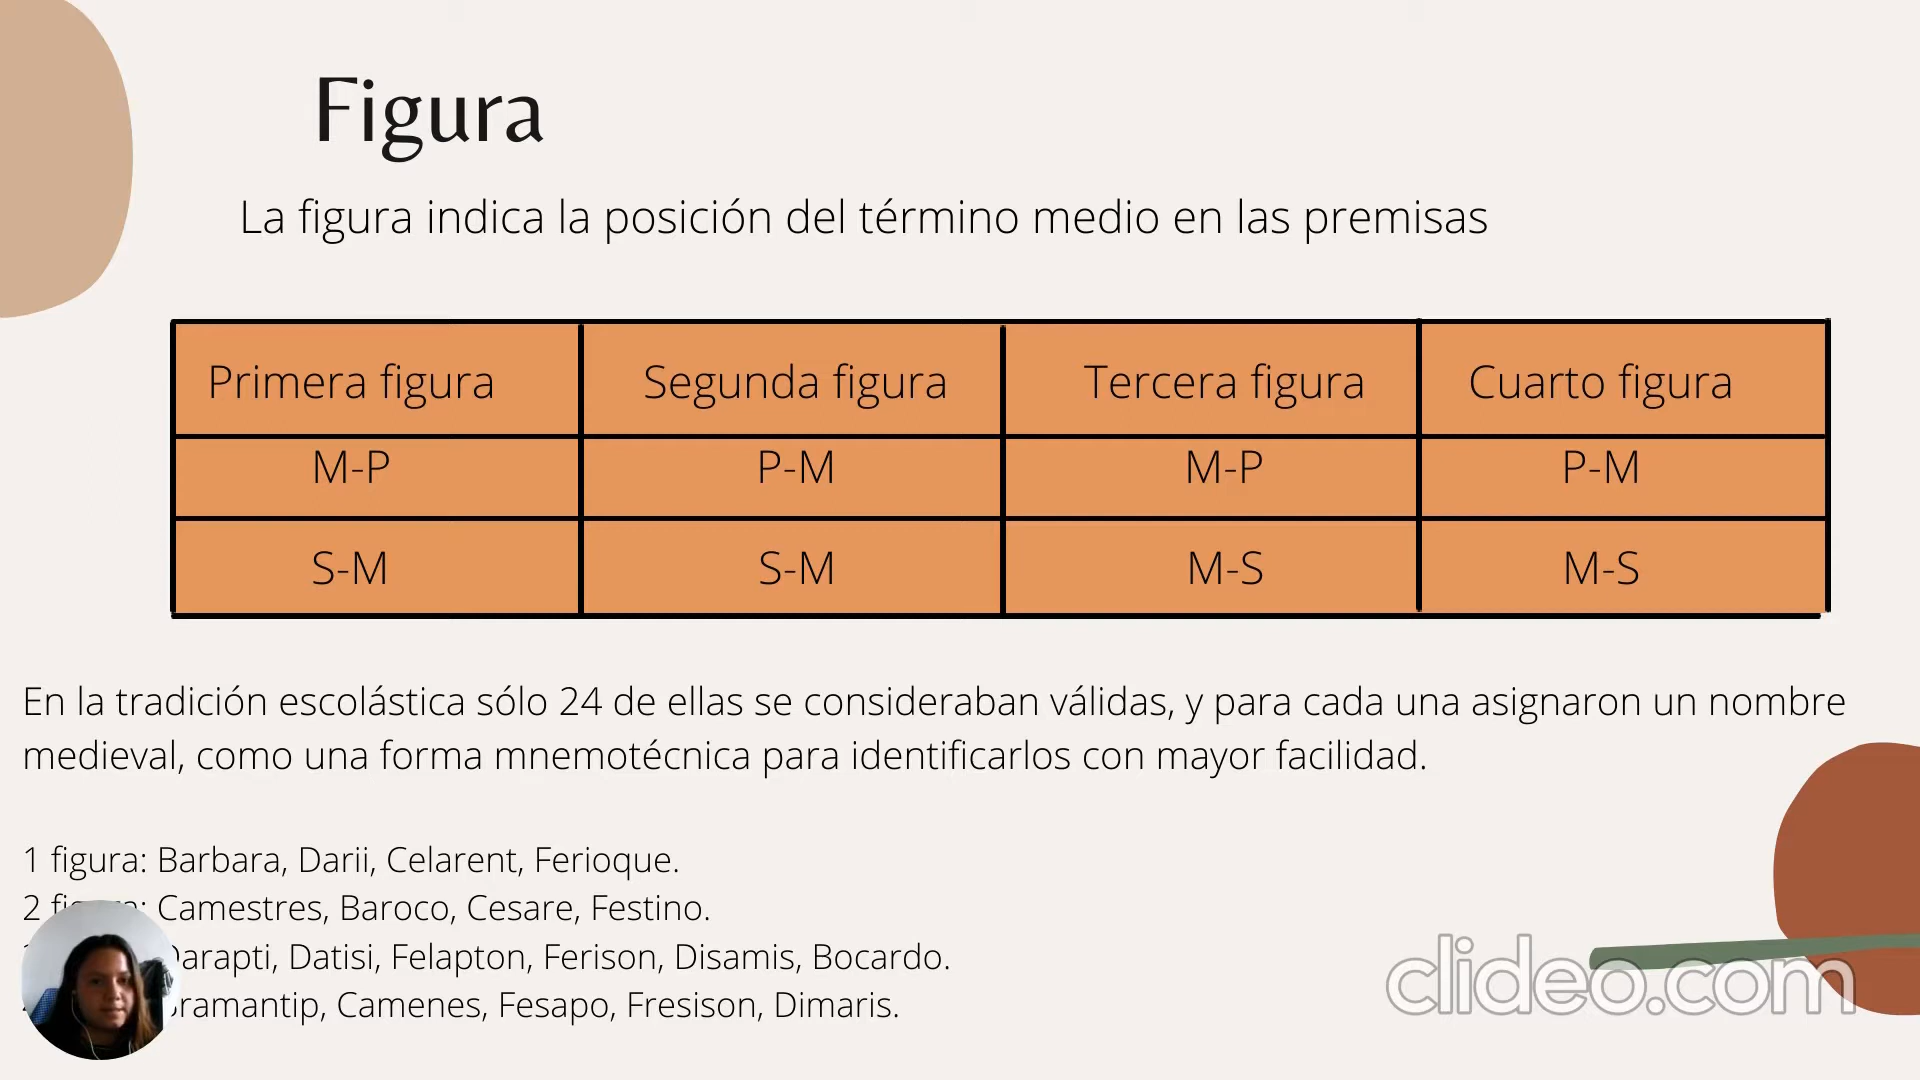 Figura
La figura indica la posición del término medio en las premisas
Primera figura Segunda figura Tercera figura Cuarto figura
M-P P-M M-P P-M
S-M S-M M-S M-S
En la tradición escolástica sólo 24 de ellas se consideraban válidas, y para cada una asignaron un nombre
medieval, como una forma mnemotécnica para identificarlos con mayor facilidad.
1 figura: Barbara, Darii, Celarent, Ferioque.
2 figura: Camestres, Baroco, Cesare, Festino.
Darapti, Datisi, Felapton, Ferison, Disamis, Bocardo.
Camenes, Fesapo, Fresison, Dimaris.
clideo.com